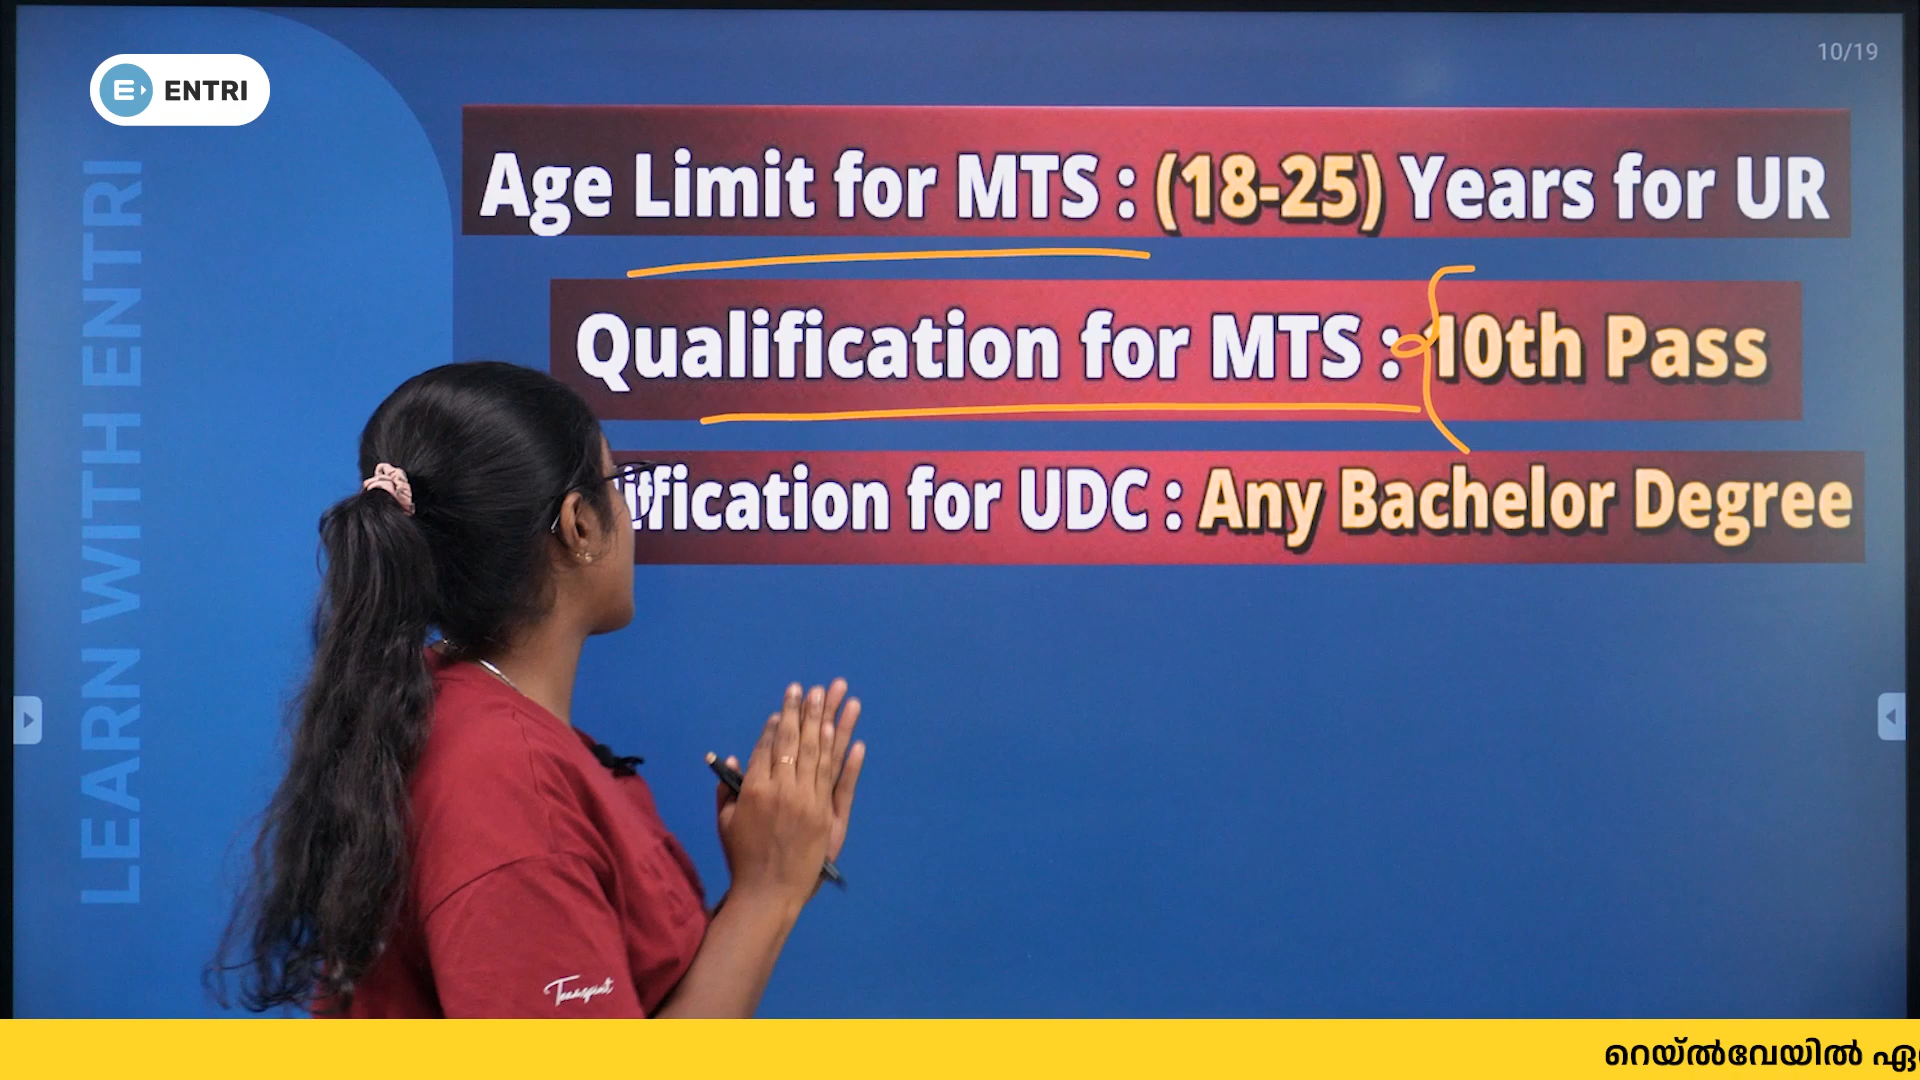 10/19
ENTRI
Age Limit for MTS : (18-25) Years for UR
Qualification for MTS : 10th Pass
for UDC : Any Bachelor Degree
LEARN WITH ENTRI
Transprint
റെയ്ൽവേയിൽ